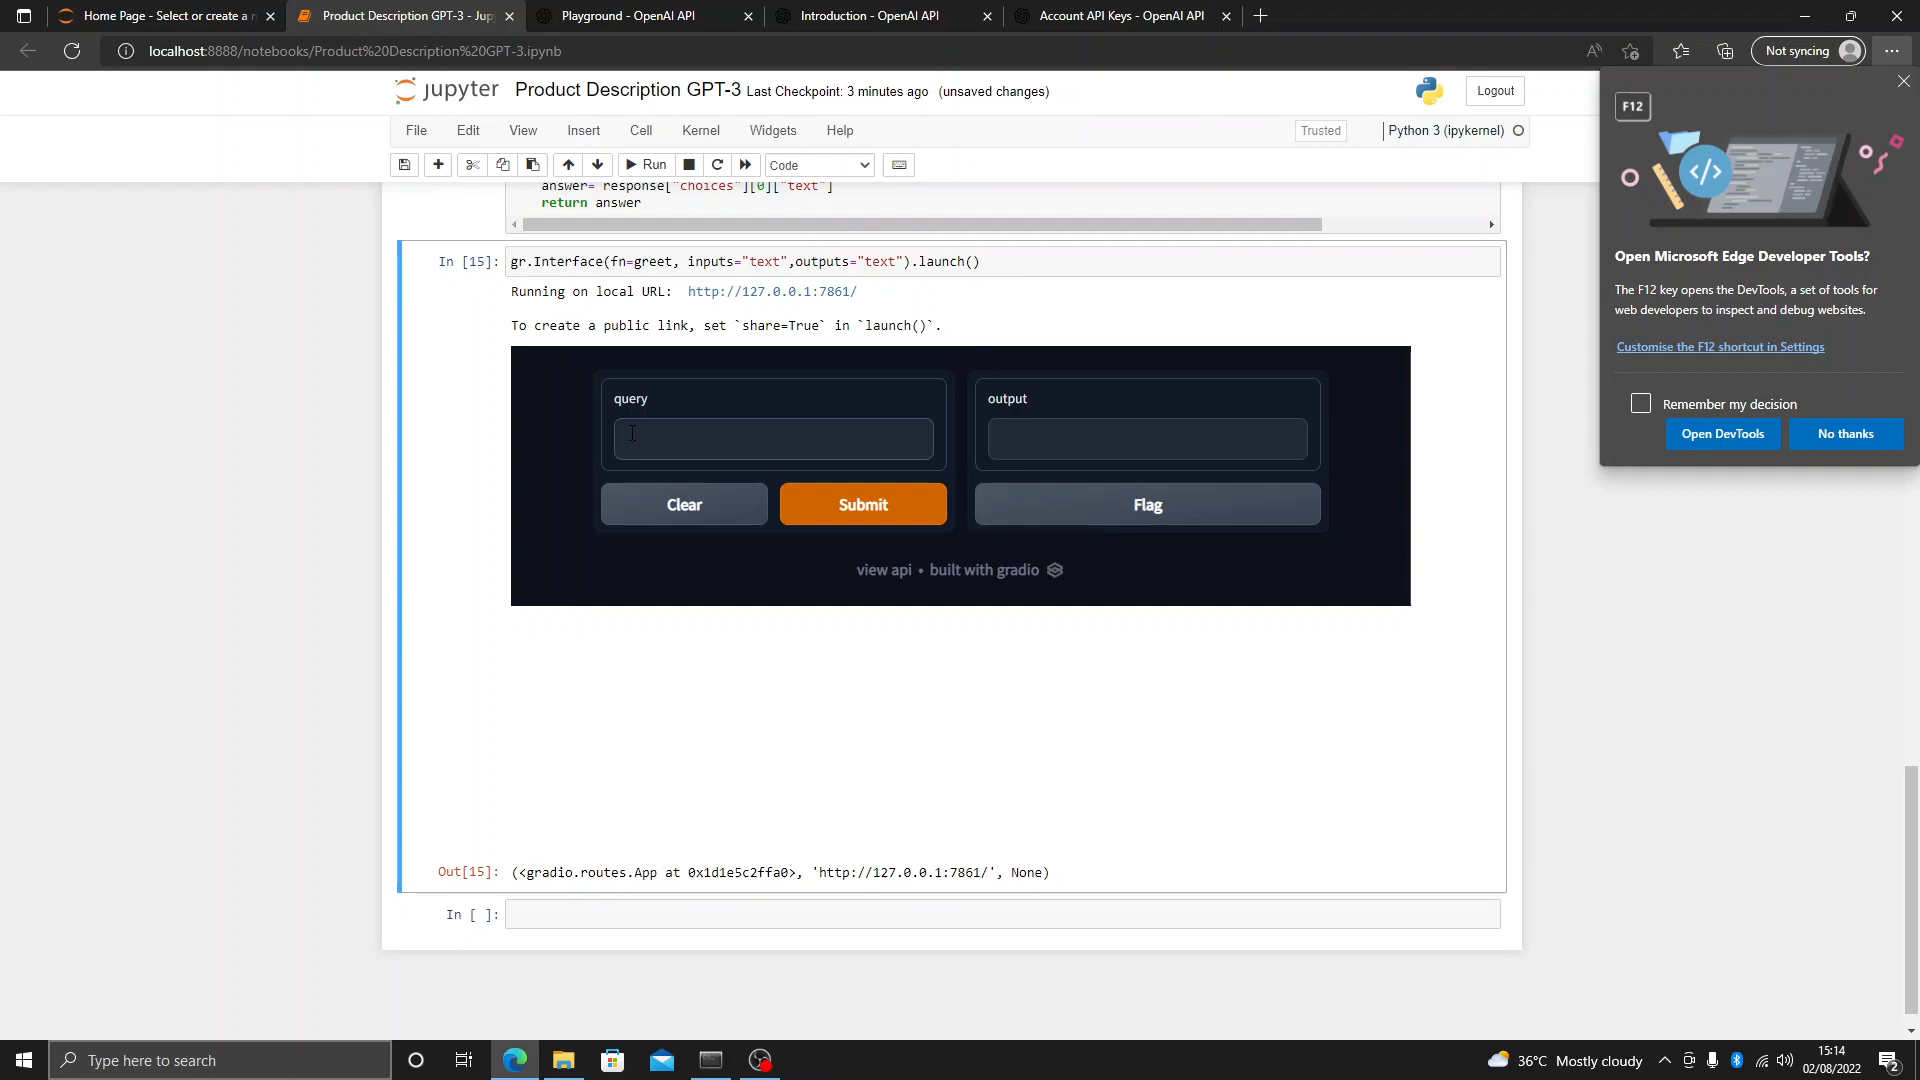 Home Page - Select or create a n
Product Description GPT-3 - Jup
Playground - OpenAI API
Introduction - OpenAI API
Account API Keys - OpenAI API
localhost:8888/notebooks/Product%20Description%20GPT-3.ipynb
Not syncing
jupyter Product Description GPT-3 Last Checkpoint: 3 minutes ago (unsaved changes)
Logout
File Edit View Insert Cell Kernel Widgets Help
Trusted
Python 3 (ipykernel)
Run
Code
answer= response["choices"][0]["text"]
return answer
In [15]: gr.Interface(fn=greet, inputs="text",outputs="text").launch()
Running on local URL: http://127.0.0.1:7861/
To create a public link, set `share=True` in `launch()`.
query
output
Clear
Submit
Flag
view api • built with gradio
Out[15]: (<gradio.routes.App at 0x1d1e5c2ffa0>, 'http://127.0.0.1:7861/', None)
In [ ]:
F12
Open Microsoft Edge Developer Tools?
The F12 key opens the DevTools, a set of tools for
web developers to inspect and debug websites.
Customise the F12 shortcut in Settings
Remember my decision
Open DevTools
No thanks
Type here to search
36°C Mostly cloudy
15:14
02/08/2022
2